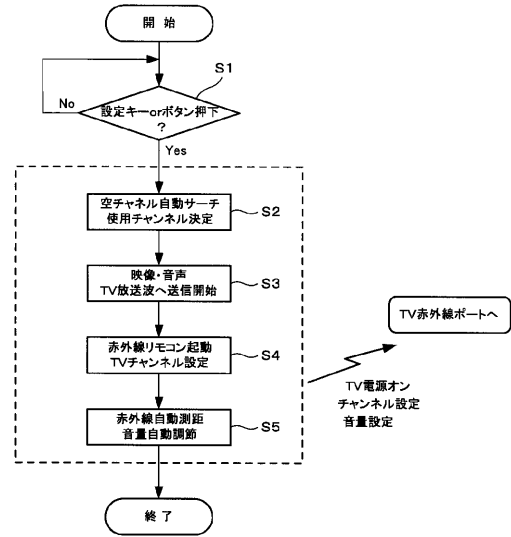 開 始
S1
設定キーorボタン押下
?
No
Yes
空チャネル自動サーチ
使用チャンネル決定
S2
映像・音声
TV放送波へ送信開始
S3
赤外線リモコン起動
TVチャンネル設定
S4
赤外線自動測距
音量自動調節
S5
終 了
TV赤外線ポートへ
TV電源オン
チャンネル設定
音量設定